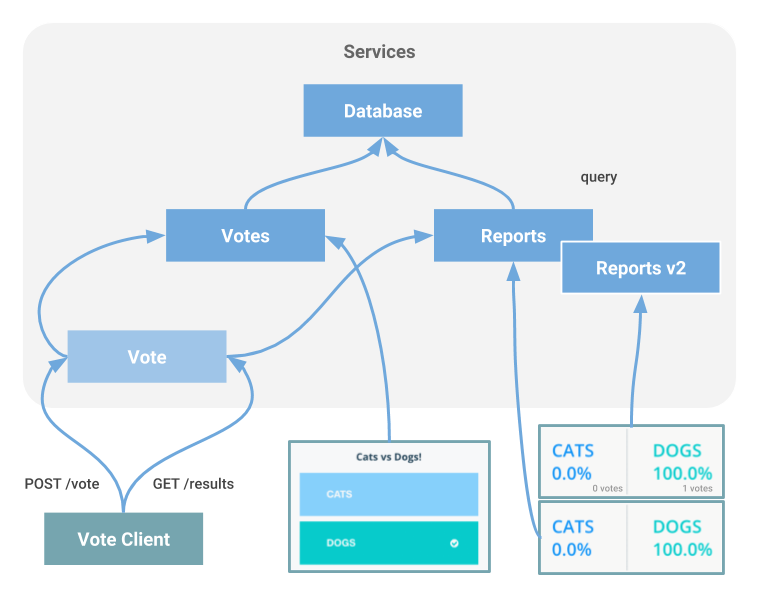 Services
Database
query
Votes
Reports
Reports v2
Vote
POST /vote
GET /results
Vote Client
Cats vs Dogs!
CATS
DOGS
CATS
0.0%
0 votes
DOGS
100.0%
1 votes
CATS
0.0%
DOGS
100.0%